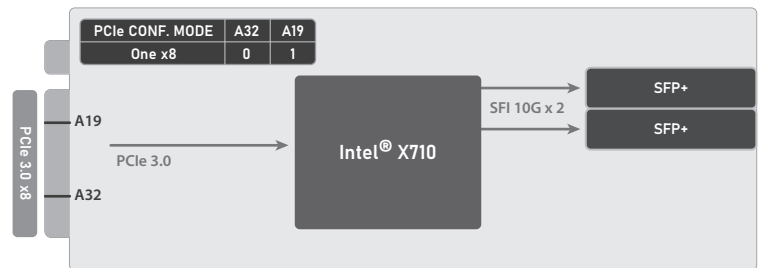 PCIe CONF. MODE A32 A19
One x8 0 1
PCIe 3.0 x8
A19
PCIe 3.0
A32
Intel® X710
SFI 10G x 2
SFP+
SFP+